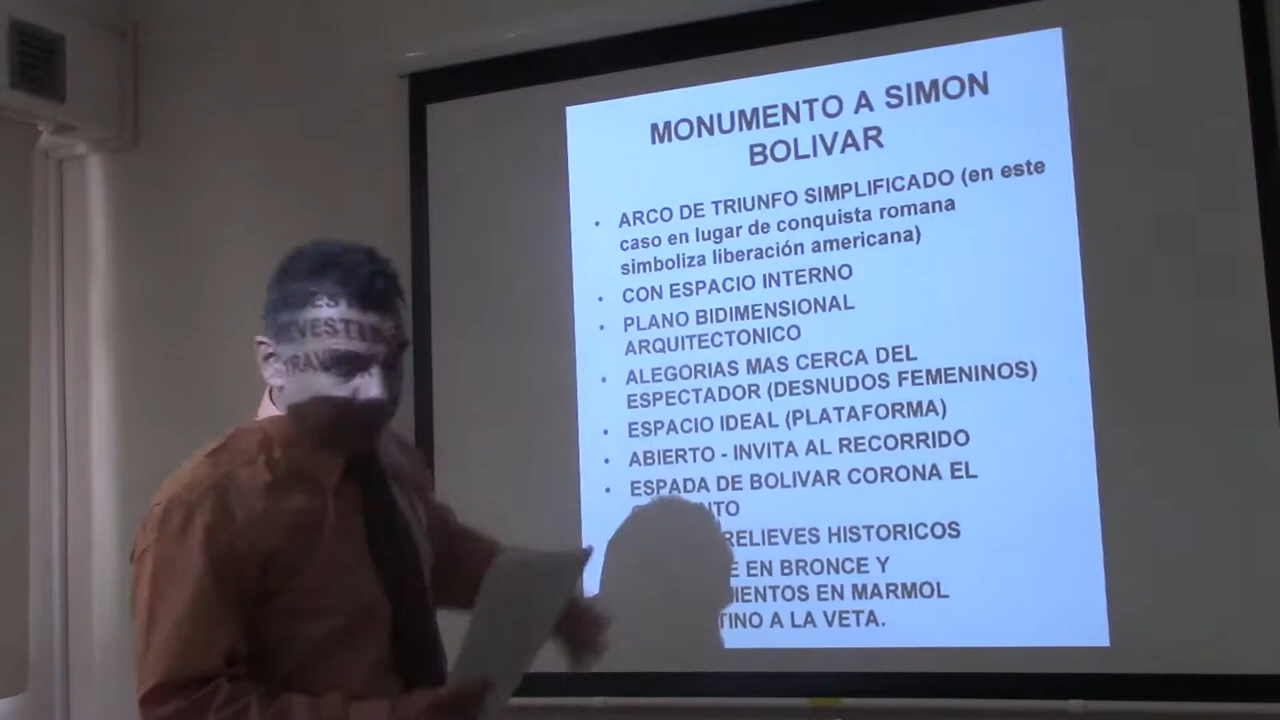 MONUMENTO A SIMON
BOLIVAR
• ARCO DE TRIUNFO SIMPLIFICADO (en este
caso en lugar de conquista romana
simboliza liberación americana)
• CON ESPACIO INTERNO
• PLANO BIDIMENSIONAL
ARQUITECTONICO
• ALEGORIAS MAS CERCA DEL
ESPECTADOR (DESNUDOS FEMENINOS)
• ESPACIO IDEAL (PLATAFORMA)
• ABIERTO - INVITA AL RECORRIDO
• ESPADA DE BOLIVAR CORONA EL
RELIEVES HISTORICOS
EN BRONCE Y
EN MARMOL
A LA VETA.